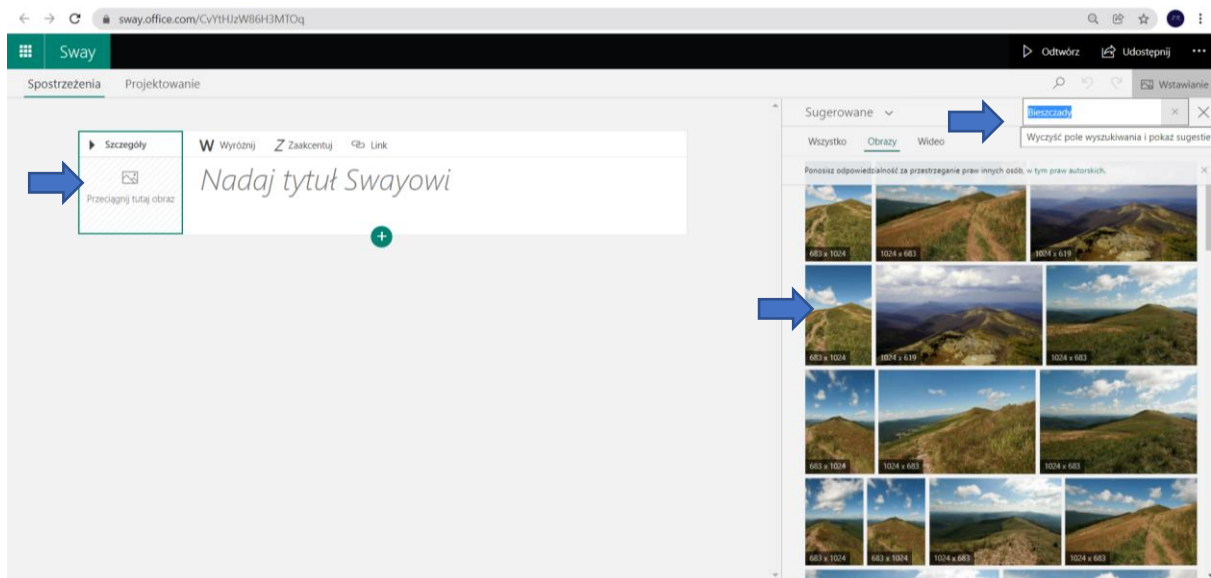 sway.office.com/CvYtHJzW86H3MTOq
Sway
Odtwórz Udostępnij
Spostrzeżenia Projektowanie
Wstawianie
Szczegóły
W Wyróżnij Z Zaakcentuj Link
Przeciągnij tutaj obraz
Nadaj tytuł Swayowi
Sugerowane
Bieszczady
Wyczyść pole wyszukiwania i pokaż sugestie
Wszystko Obrazy Wideo
Ponosisz odpowiedzialność za przestrzeganie praw innych osób, w tym praw autorskich.
683 x 1024 1024 x 683 1024 x 619
683 x 1024 1024 x 619 1024 x 683
683 x 1024 1024 x 683 1024 x 683
683 x 1024 683 x 1024 1024 x 683 1024 x 683